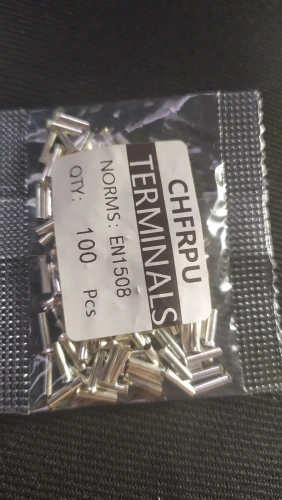 CHFRPU
TERMINALS
NORMS: EN1508
QTY: 100 Pcs